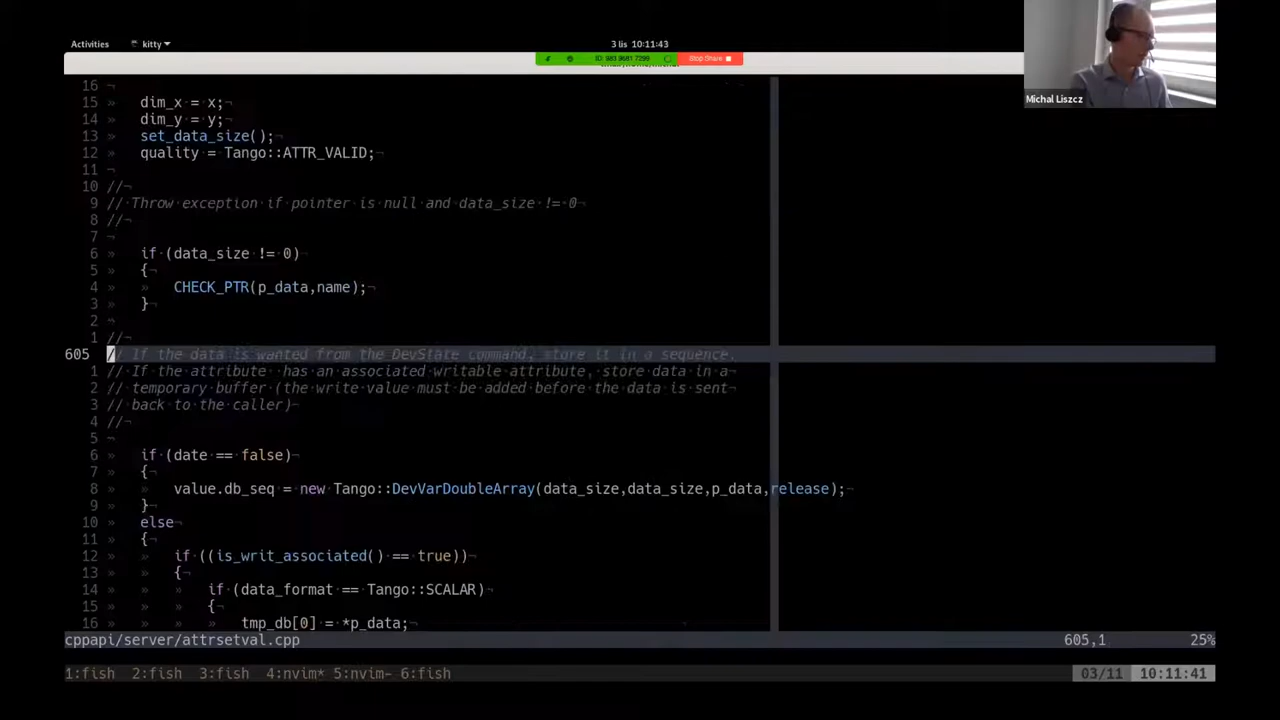 Activities kitty 3 lis 10:11:43
ID: 983 9681 7299 Stop Share
Michal Liszcz
16
15 » dim_x·=·x;¬
14 » dim_y·=·y;¬
13 » set_data_size();¬
12 » quality·=·Tango::ATTR_VALID;¬
11 ¬
10 //¬
9 //·Throw·exception·if·pointer·is·null·and·data_size·!=·0¬
8 //¬
7 ¬
6 » if·(data_size·!=·0)¬
5 » {¬
4 » » CHECK_PTR(p_data,name);¬
3 » }¬
2 ¬
1 //¬
605 //·If·the·data·is·wanted·from·the·DevState·command,·store·it·in·a·sequence.
1 //·If·the·attribute··has·an·associated·writable·attribute,·store·data·in·a¬
2 //·temporary·buffer·(the·write·value·must·be·added·before·the·data·is·sent¬
3 //·back·to·the·caller)¬
4 //¬
5 ¬
6 » if·(date·==·false)¬
7 » {¬
8 » » value.db_seq·=·new·Tango::DevVarDoubleArray(data_size,data_size,p_data,release);¬
9 » }¬
10 » else¬
11 » {¬
12 » » if·((is_writ_associated()·==·true))¬
13 » » {¬
14 » » » if·(data_format·==·Tango::SCALAR)¬
15 » » » {¬
16 » » » » tmp_db[0]·=·*p_data;¬
cppapi/server/attrsetval.cpp 605,1 25%
1:fish 2:fish 3:fish 4:nvim* 5:nvim- 6:fish 03/11 10:11:41